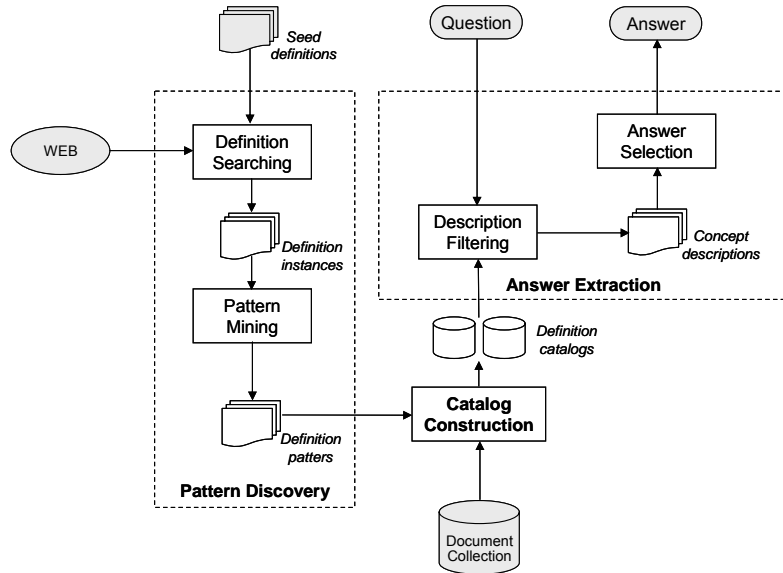 Seed
definitions
Question
Answer
WEB
Definition
Searching
Answer
Selection
Definition
instances
Description
Filtering
Concept
descriptions
Answer Extraction
Pattern
Mining
Definition
catalogs
Definition
patters
Catalog
Construction
Pattern Discovery
Document
Collection